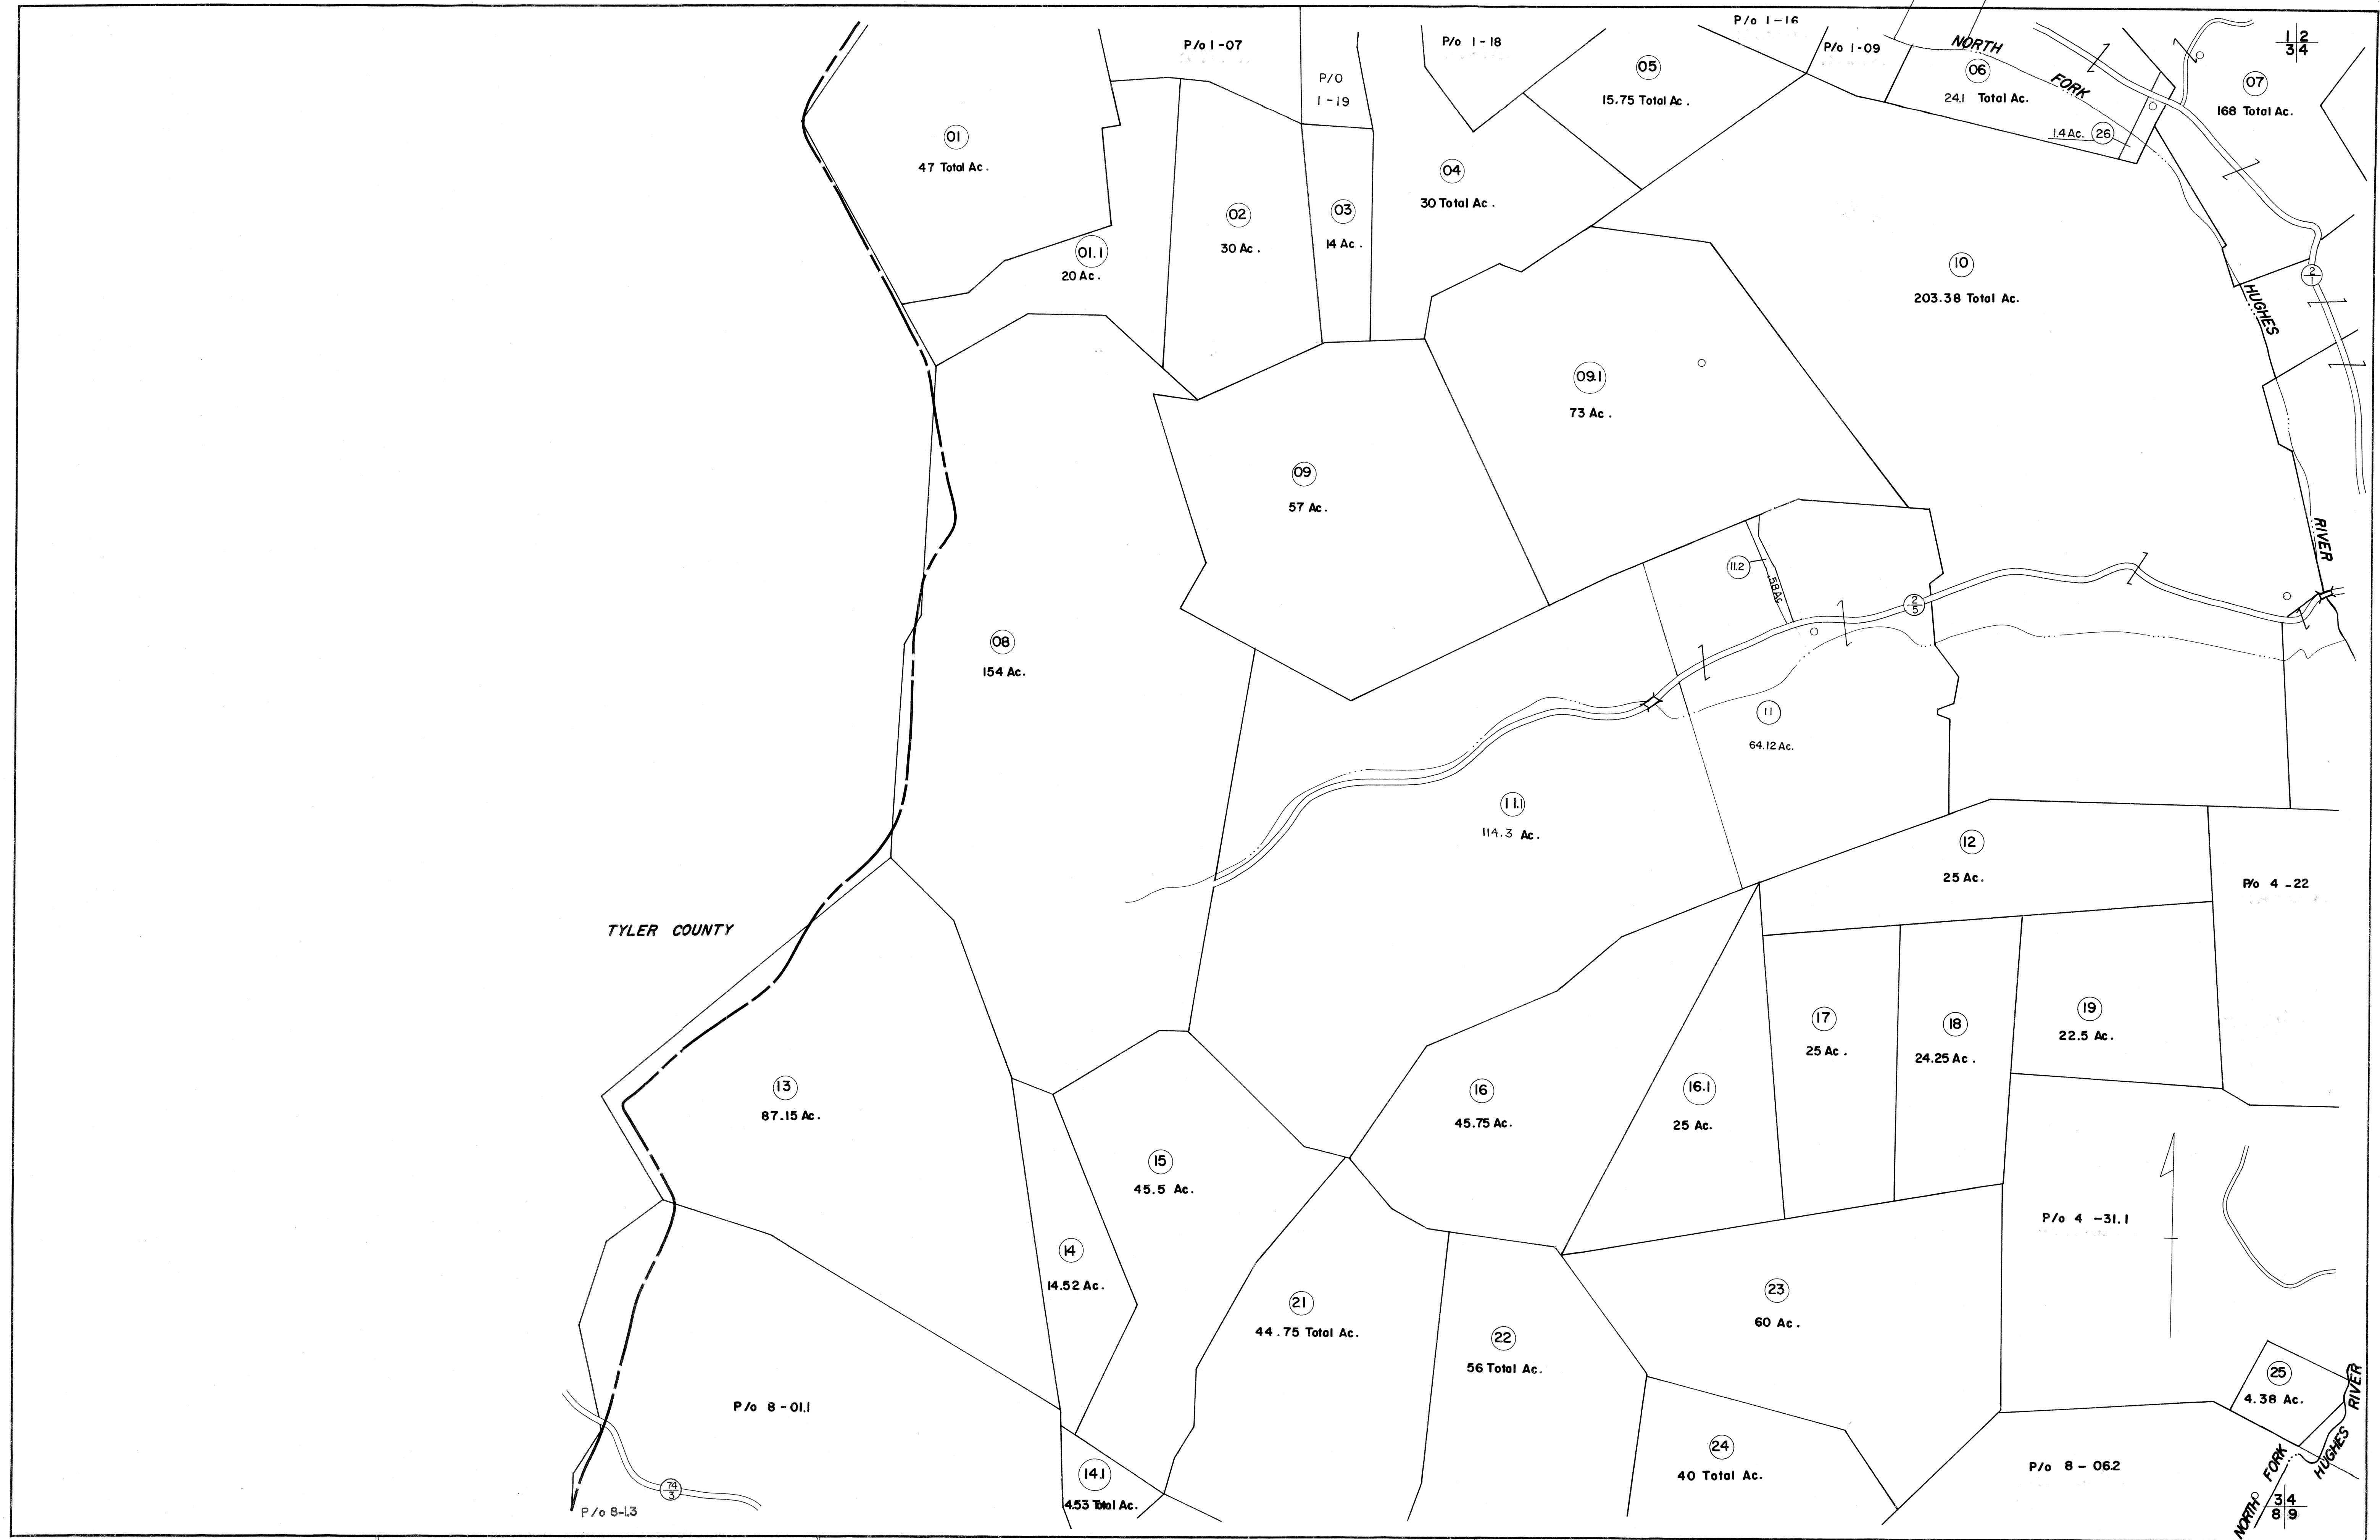 P/o 1-07
P/O
1-19
P/o 1-18
P/o 1-16
P/o 1-09
NORTH
FORK
1 2
3 4
01
47 Total Ac.
05
15.75 Total Ac.
06
24.1 Total Ac.
07
168 Total Ac.
1.4 Ac. 26
01.1
20 Ac.
02
30 Ac.
03
14 Ac.
04
30 Total Ac.
10
203.38 Total Ac.
2
1
HUGHES
RIVER
09.1
73 Ac.
09
57 Ac.
11.2
.58 Ac.
2
5
08
154 Ac.
11
64.12 Ac.
11.1
114.3 Ac.
12
25 Ac.
P/o 4-22
TYLER COUNTY
13
87.15 Ac.
16
45.75 Ac.
16.1
25 Ac.
17
25 Ac.
18
24.25 Ac.
19
22.5 Ac.
15
45.5 Ac.
P/o 4-31.1
14
14.52 Ac.
21
44.75 Total Ac.
22
56 Total Ac.
23
60 Ac.
25
4.38 Ac.
P/o 8-01.1
74
3
P/o 8-1.3
14.1
4.53 Total Ac.
24
40 Total Ac.
P/o 8-06.2
NORTH FORK
HUGHES RIVER
3 4
8 9